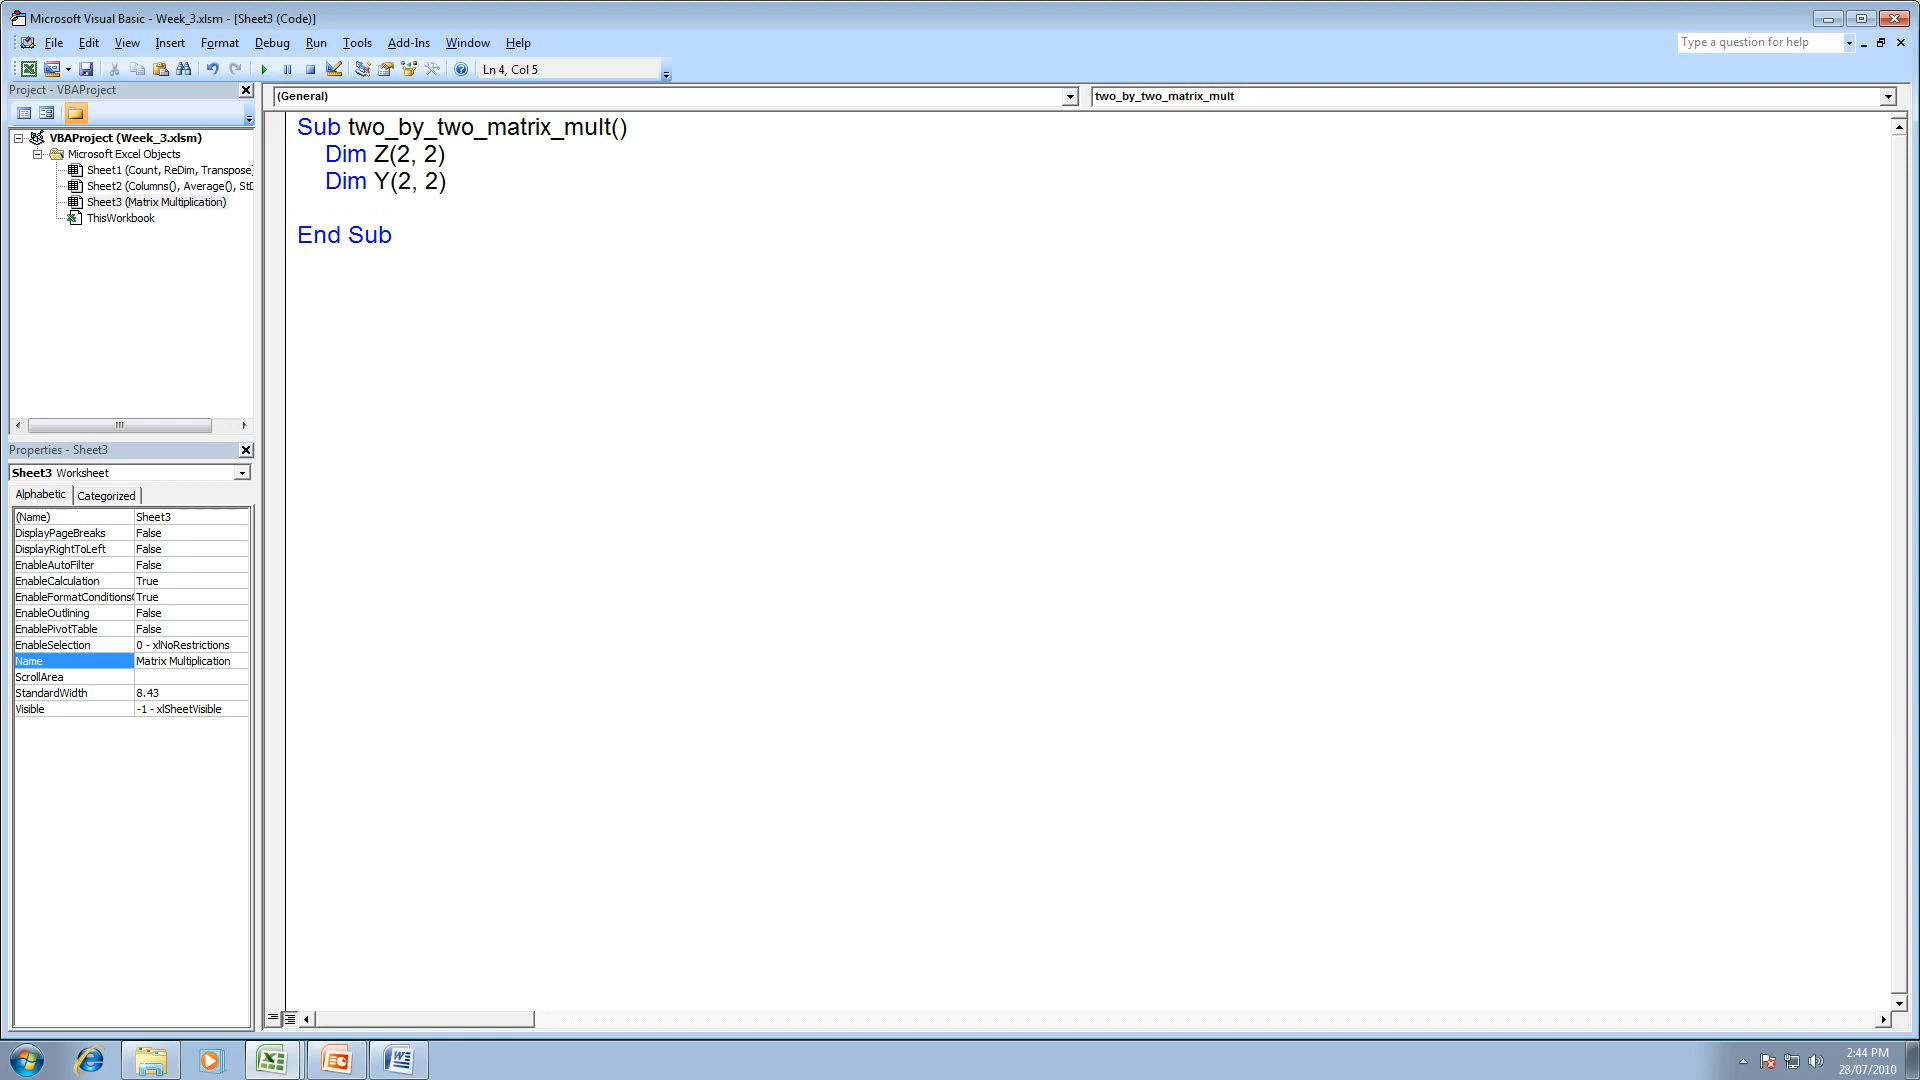 Microsoft Visual Basic - Week_3.xlsm - [Sheet3 (Code)]
File Edit View Insert Format Debug Run Tools Add-Ins Window Help
Type a question for help
Ln 4, Col 5
Project - VBAProject
(General)
two_by_two_matrix_mult
VBAProject (Week_3.xlsm)
Microsoft Excel Objects
Sheet1 (Count, ReDim, Transpose)
Sheet2 (Columns(), Average(), StD
Sheet3 (Matrix Multiplication)
ThisWorkbook
Sub two_by_two_matrix_mult()
Dim Z(2, 2)
Dim Y(2, 2)
End Sub
Properties - Sheet3
Sheet3 Worksheet
Alphabetic Categorized
(Name) Sheet3
DisplayPageBreaks False
DisplayRightToLeft False
EnableAutoFilter False
EnableCalculation True
EnableFormatConditionsC True
EnableOutlining False
EnablePivotTable False
EnableSelection 0 - xlNoRestrictions
Name Matrix Multiplication
ScrollArea
StandardWidth 8.43
Visible -1 - xlSheetVisible
2:44 PM
28/07/2010